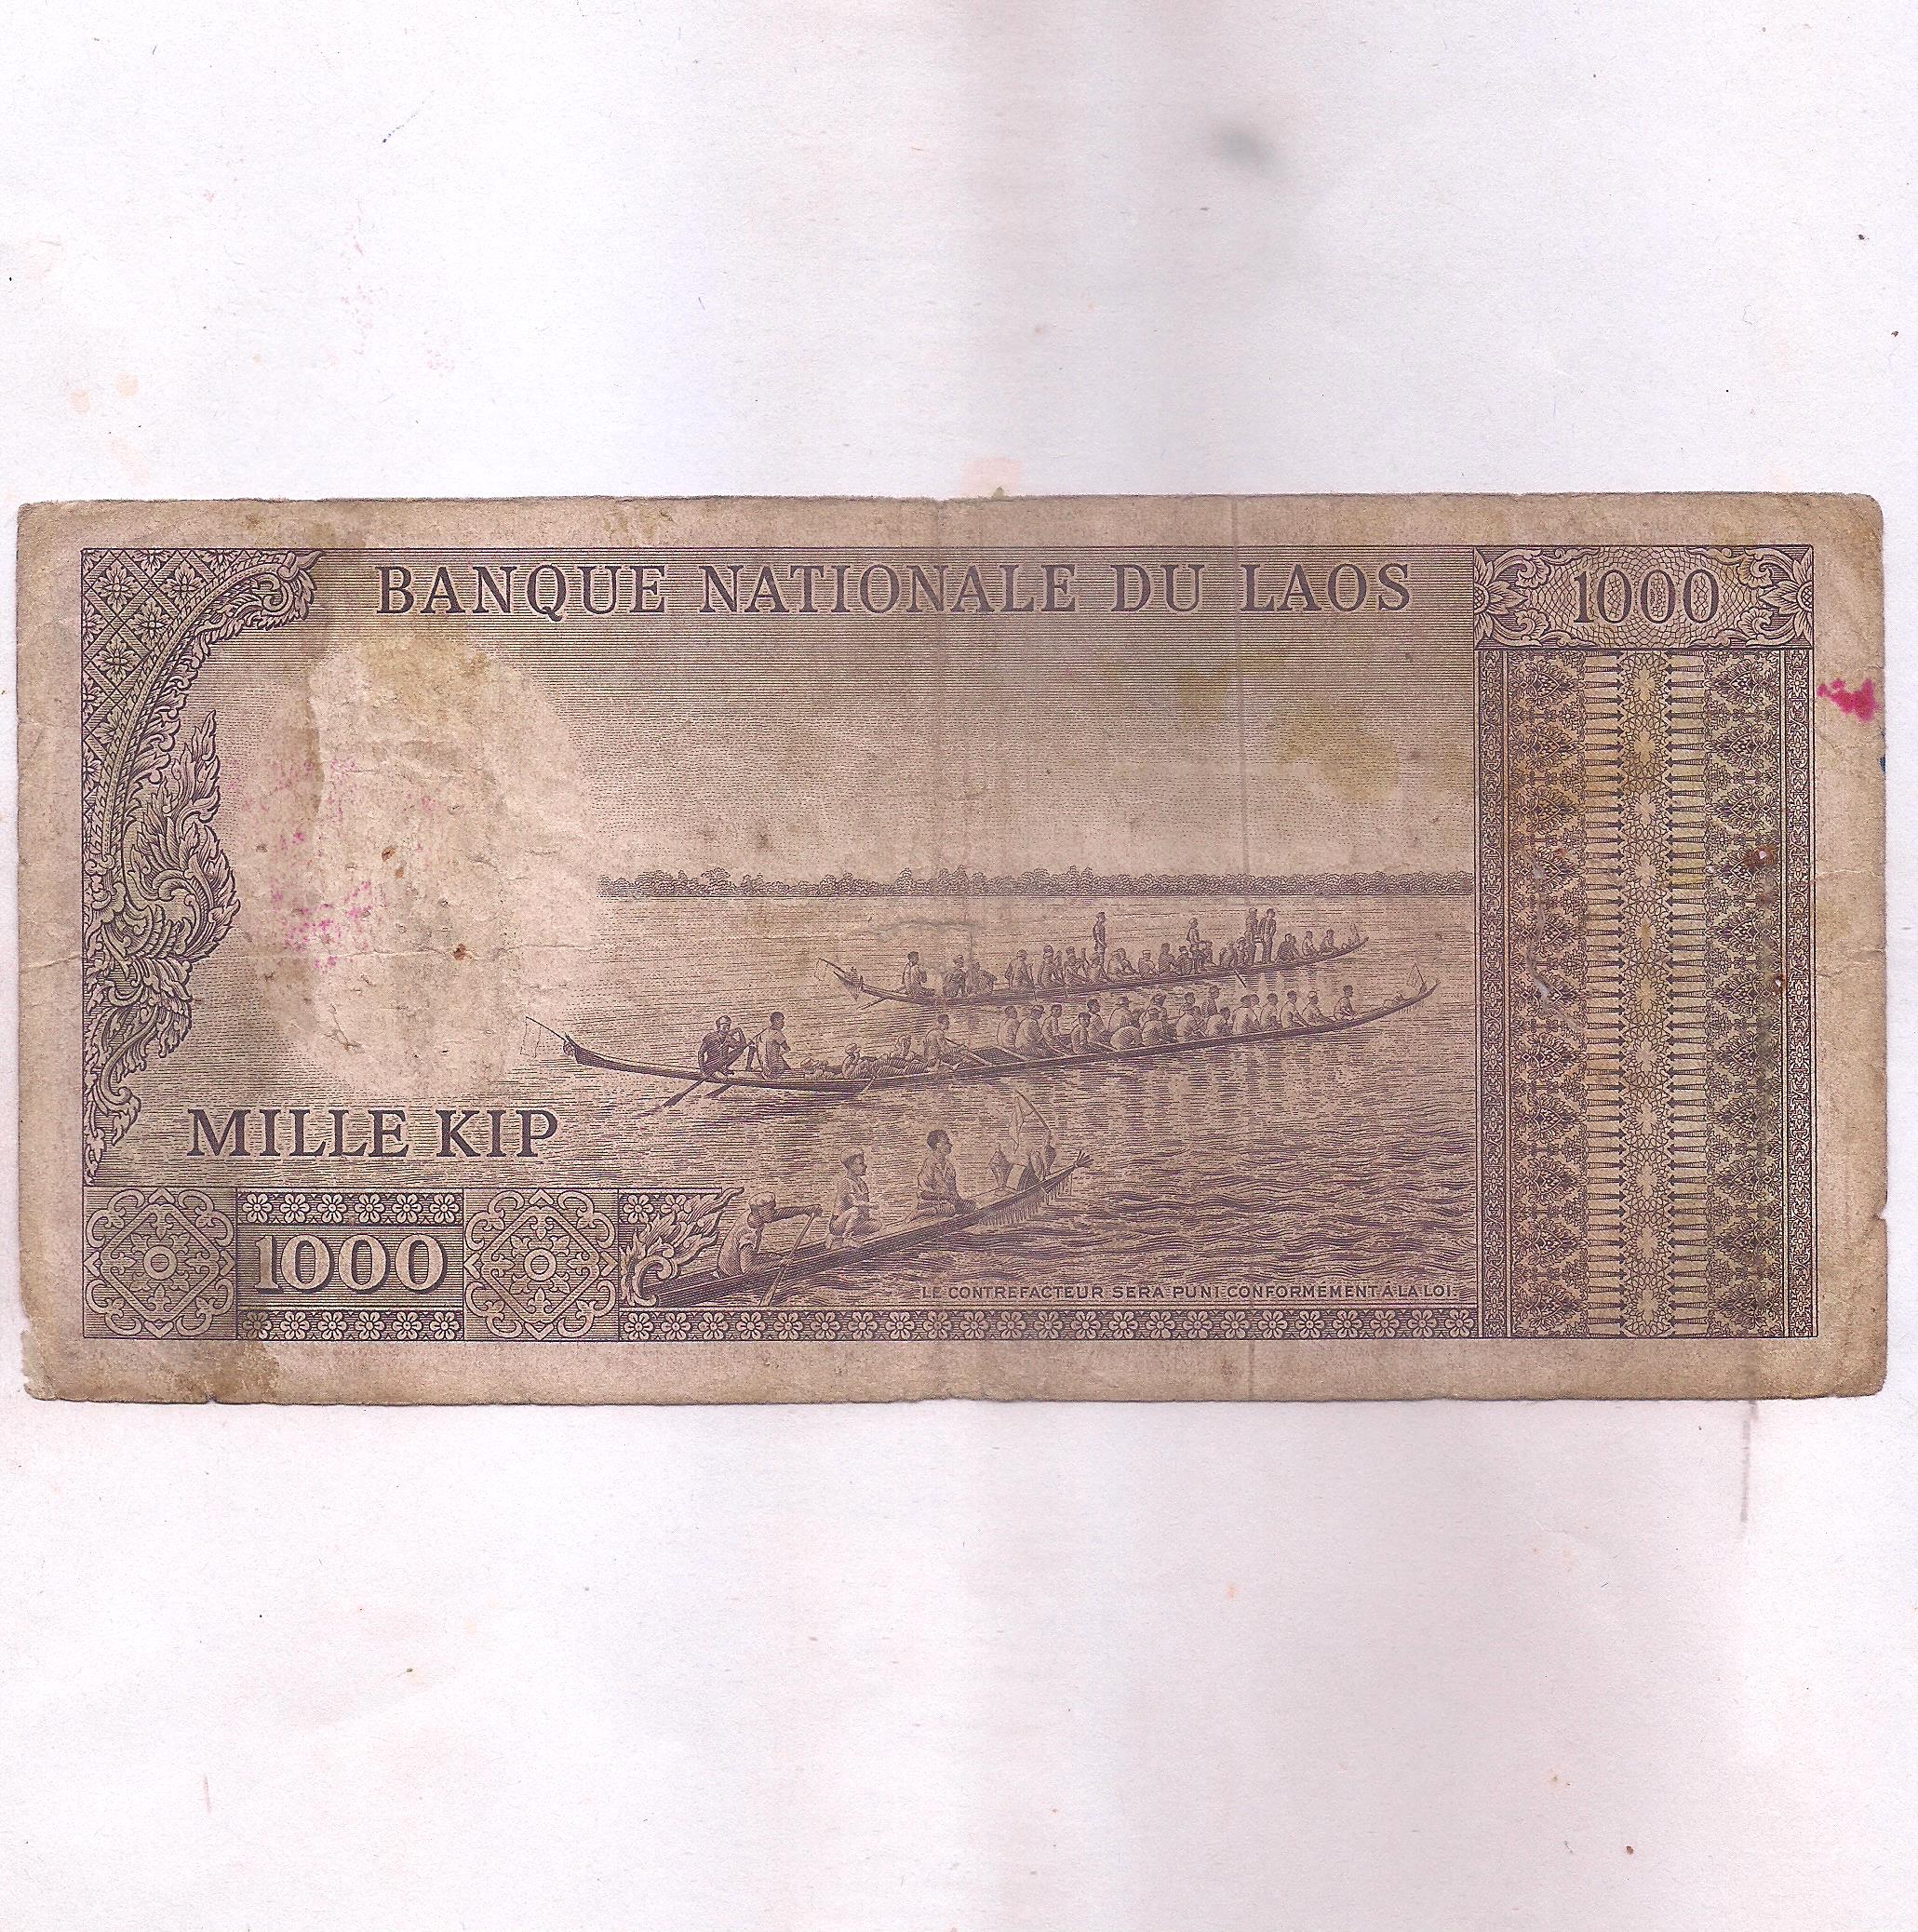 BANQUE NATIONALE DU LAOS
1000
MILLE KIP
1000
LE CONTREFACTEUR SERA PUNI CONFORMEMENT À LA LOI.